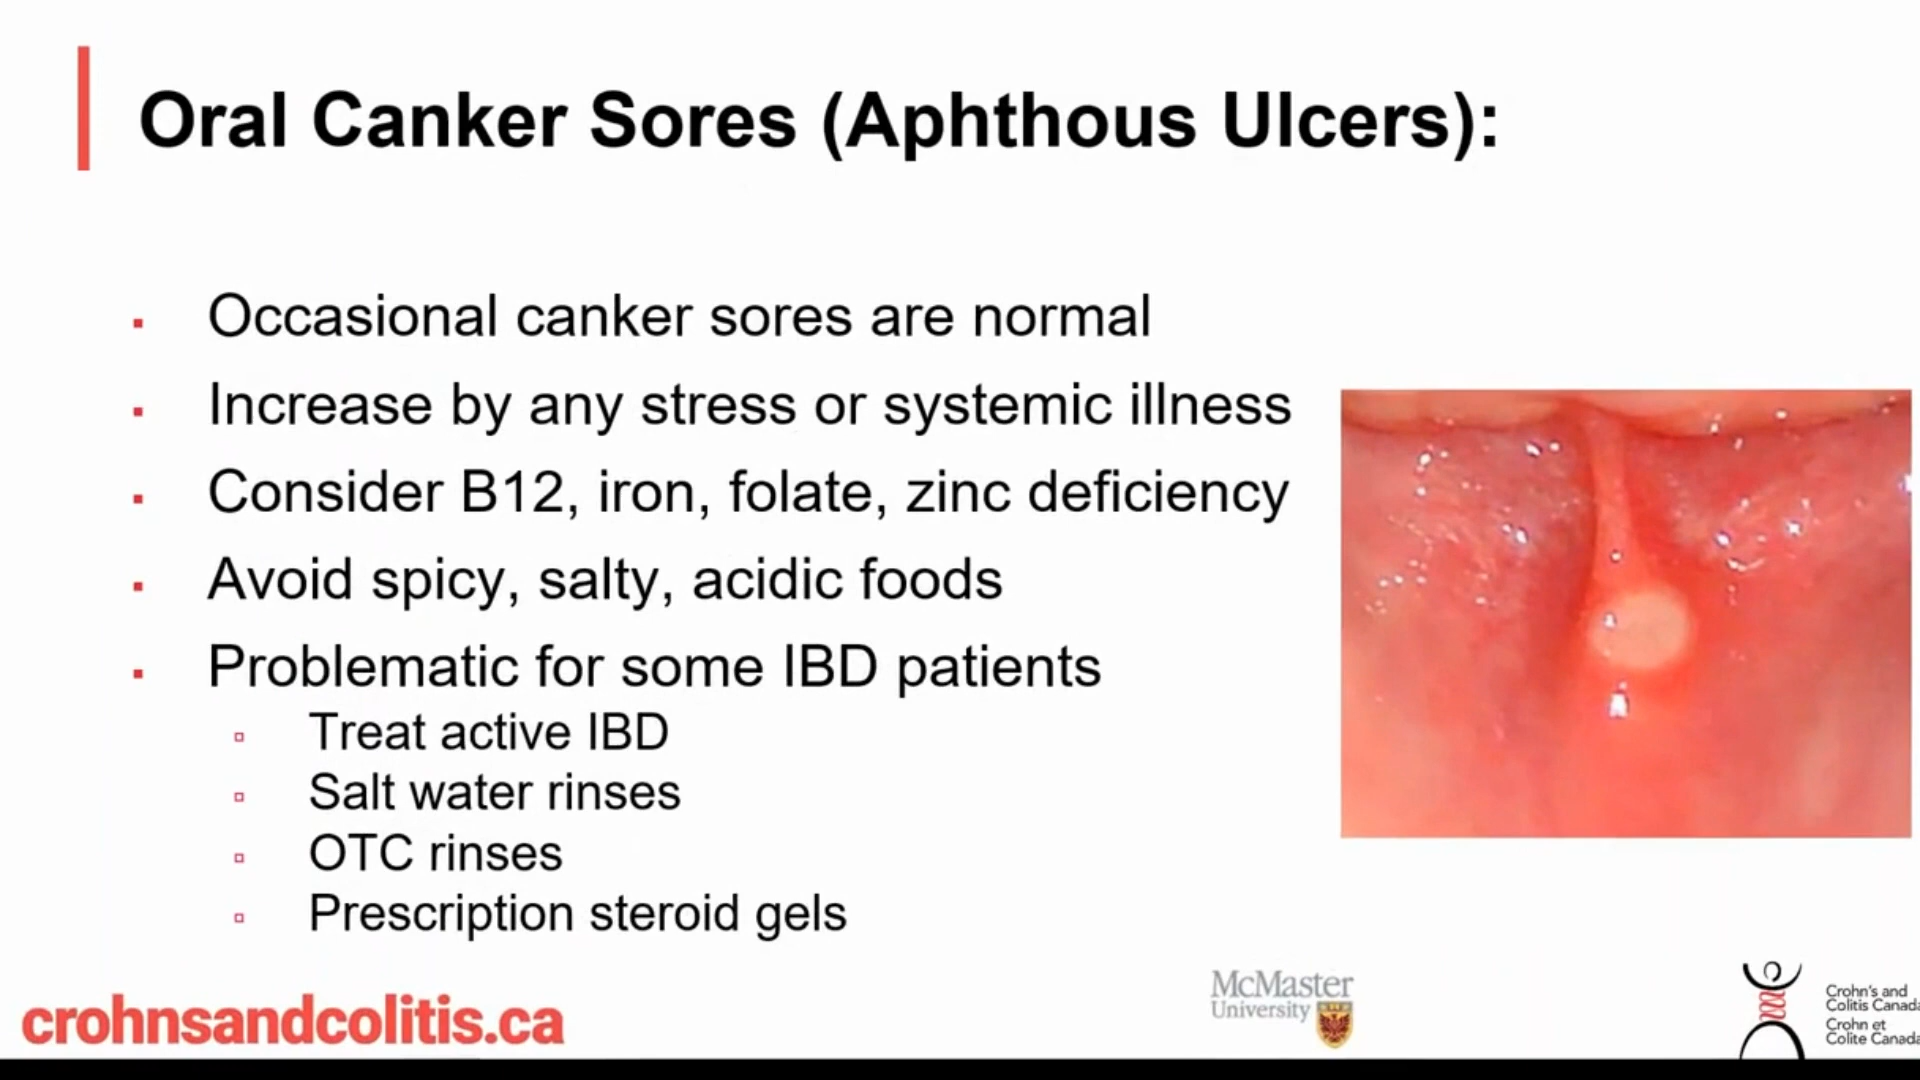 Oral Canker Sores (Aphthous Ulcers):
Occasional canker sores are normal
Increase by any stress or systemic illness
Consider B12, iron, folate, zinc deficiency
Avoid spicy, salty, acidic foods
Problematic for some IBD patients
Treat active IBD
Salt water rinses
OTC rinses
Prescription steroid gels
crohnsandcolitis.ca
McMaster
University
Crohn's and
Colitis Canada
Crohn et
Colite Canada